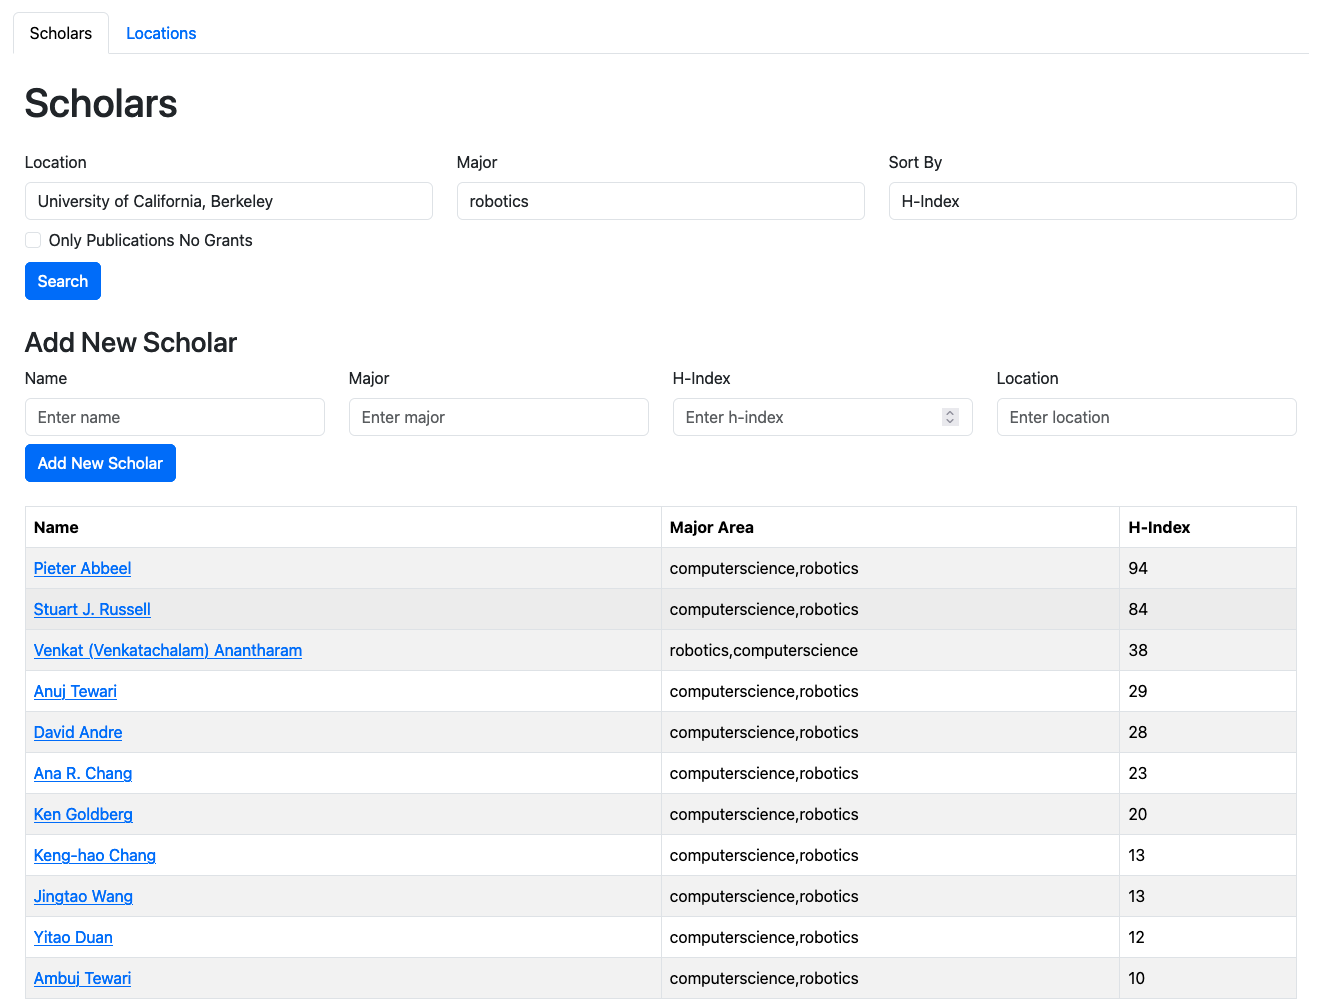 Scholars Locations
Scholars
Location Major Sort By
University of California, Berkeley robotics H-Index
Only Publications No Grants
Search
Add New Scholar
Name Major H-Index Location
Enter name Enter major Enter h-index Enter location
Add New Scholar
Name Major Area H-Index
Pieter Abbeel computerscience,robotics 94
Stuart J. Russell computerscience,robotics 84
Venkat (Venkatachalam) Anantharam robotics,computerscience 38
Anuj Tewari computerscience,robotics 29
David Andre computerscience,robotics 28
Ana R. Chang computerscience,robotics 23
Ken Goldberg computerscience,robotics 20
Keng-hao Chang computerscience,robotics 13
Jingtao Wang computerscience,robotics 13
Yitao Duan computerscience,robotics 12
Ambuj Tewari computerscience,robotics 10